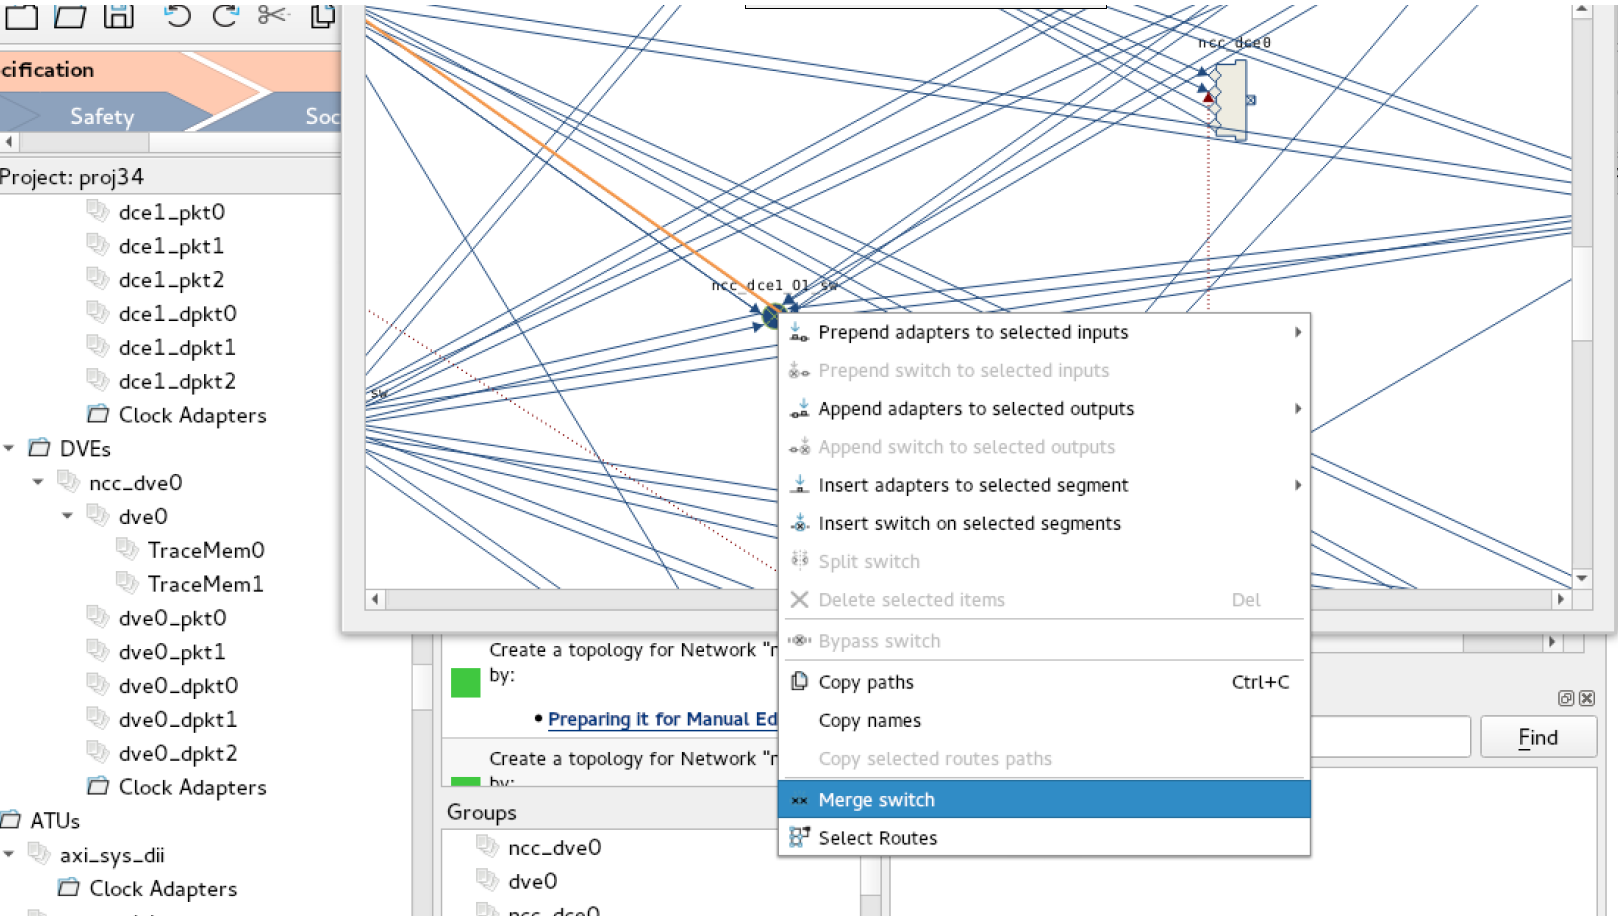 cification
Safety
Soc
Project: proj34
dce1_pkt0
dce1_pkt1
dce1_pkt2
dce1_dpkt0
dce1_dpkt1
dce1_dpkt2
Clock Adapters
DVEs
ncc_dve0
dve0
TraceMem0
TraceMem1
dve0_pkt0
dve0_pkt1
dve0_dpkt0
dve0_dpkt1
dve0_dpkt2
Clock Adapters
ATUs
axi_sys_dii
Clock Adapters
ncc_dce0
ncc_dce1_01_sw
sw
Prepend adapters to selected inputs
Prepend switch to selected inputs
Append adapters to selected outputs
Append switch to selected outputs
Insert adapters to selected segment
Insert switch on selected segments
Split switch
Delete selected items Del
Bypass switch
Copy paths Ctrl+C
Copy names
Copy selected routes paths
Merge switch
Select Routes
Create a topology for Network "n
by:
• Preparing it for Manual Ed
Create a topology for Network "n
by:
Find
Groups
ncc_dve0
dve0
ncc_dce0